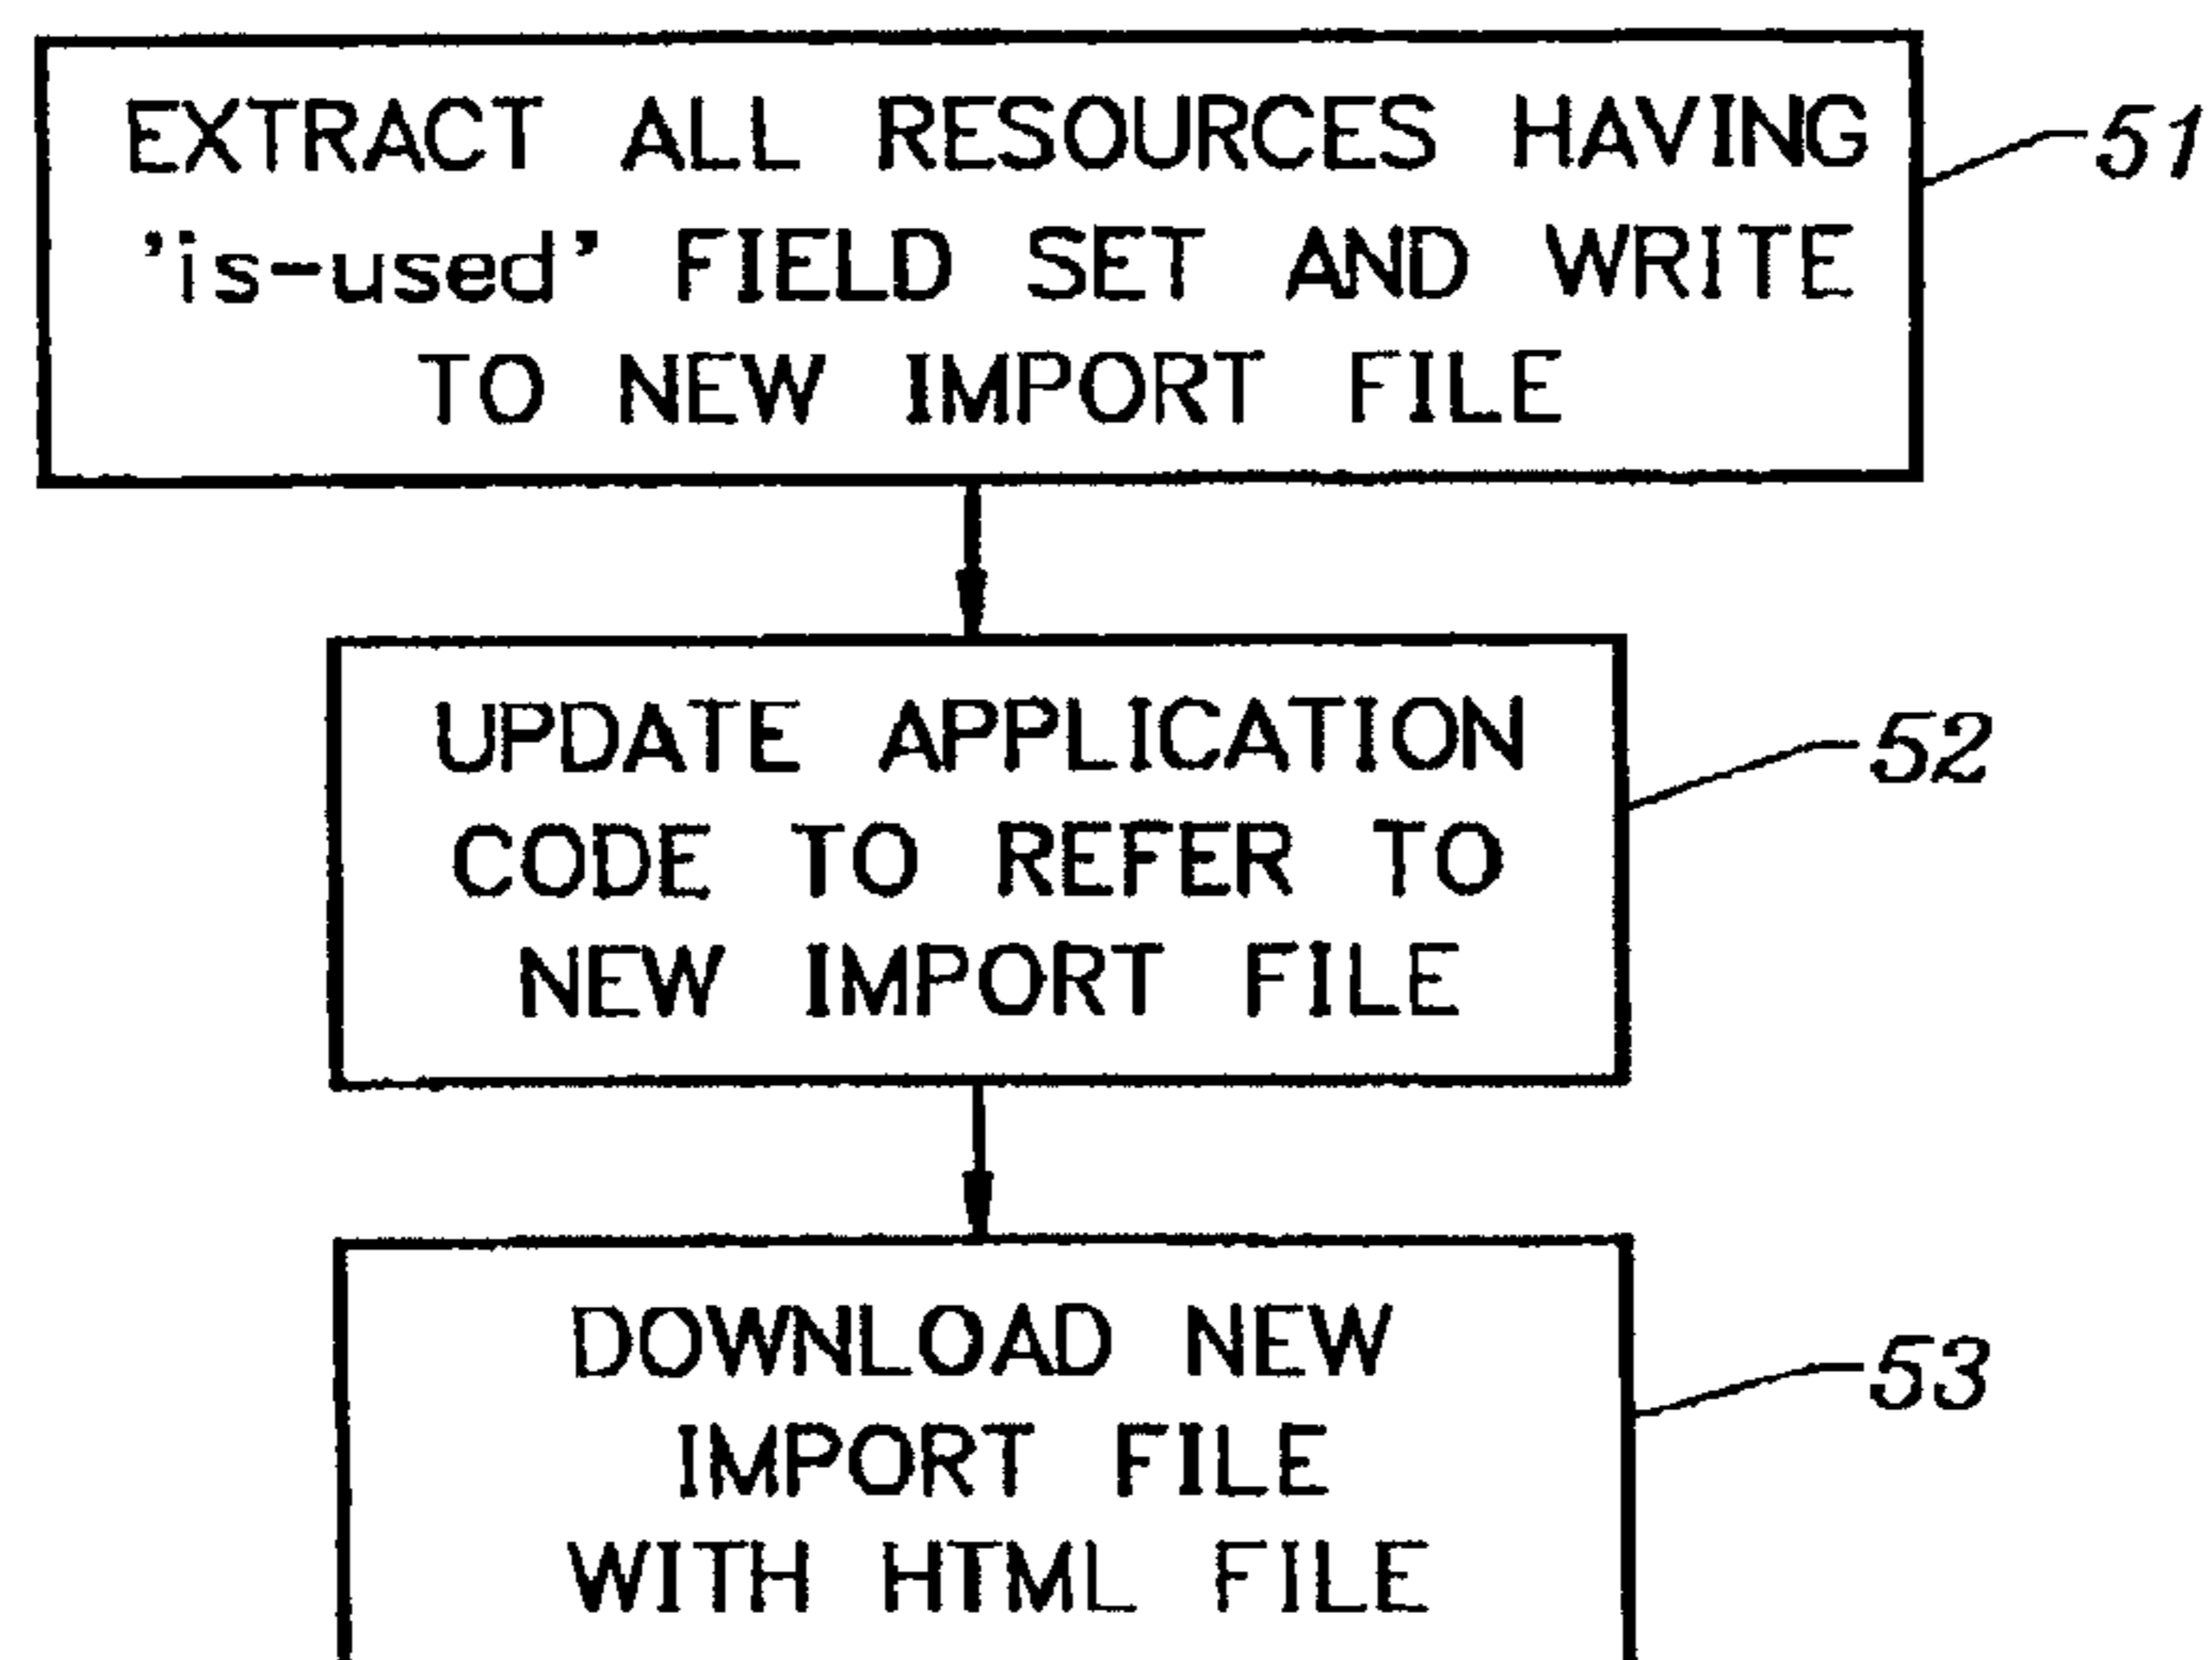 EXTRACT ALL RESOURCES HAVING
'is-used' FIELD SET AND WRITE
TO NEW IMPORT FILE
51
UPDATE APPLICATION
CODE TO REFER TO
NEW IMPORT FILE
52
DOWNLOAD NEW
IMPORT FILE
WITH HTML FILE
53